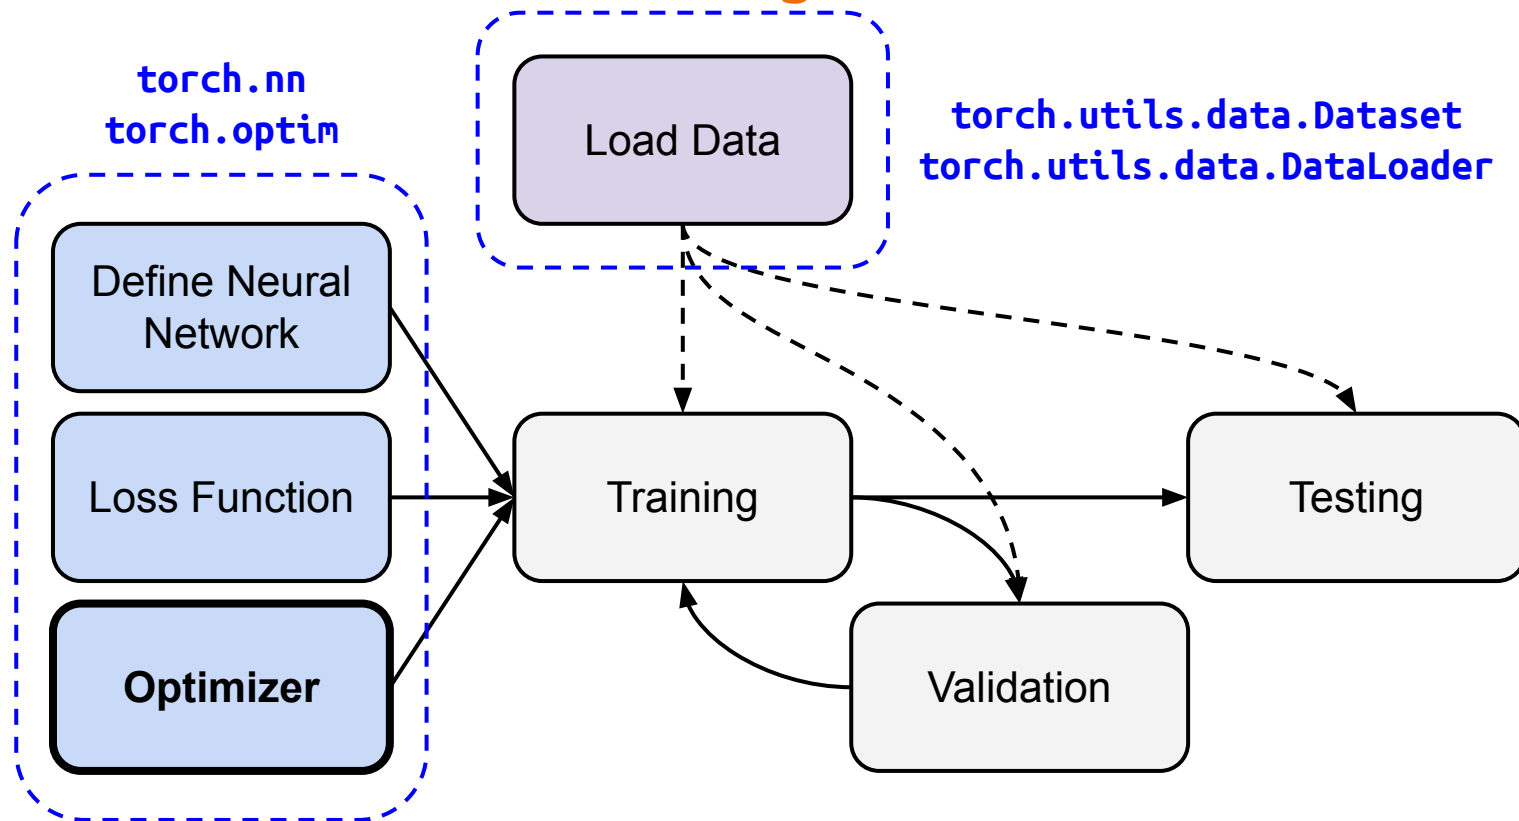 torch.nn
torch.optim
Load Data
torch.utils.data.Dataset
torch.utils.data.DataLoader
Define Neural
Network
Loss Function
Training
Testing
Optimizer
Validation